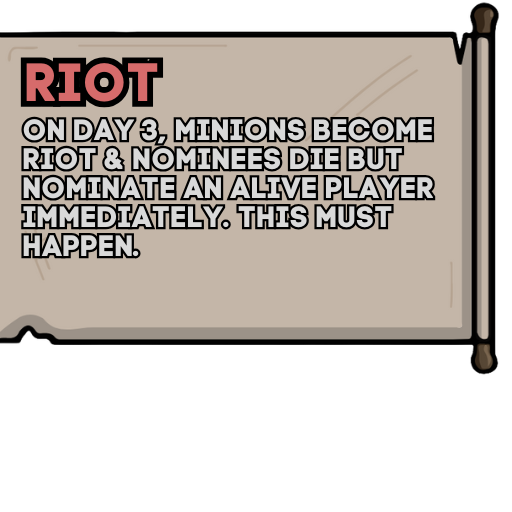 RIOT
ON DAY 3, MINIONS BECOME
RIOT & NOMINEES DIE BUT
NOMINATE AN ALIVE PLAYER
IMMEDIATELY. THIS MUST
HAPPEN.